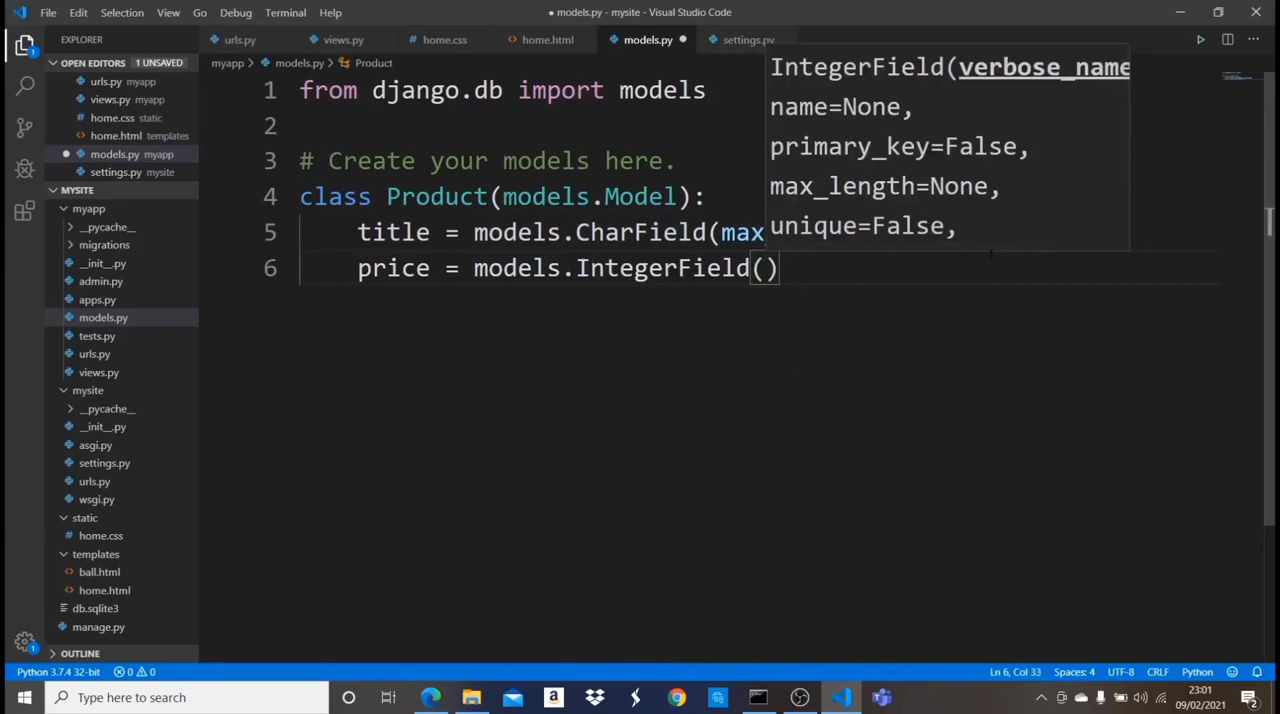 File Edit Selection View Go Debug Terminal Help
● models.py - mysite - Visual Studio Code
EXPLORER
urls.py views.py home.css home.html models.py settings.py
OPEN EDITORS 1 UNSAVED
myapp > models.py > Product
urls.py myapp
views.py myapp
home.css static
home.html templates
models.py myapp
settings.py mysite
MYSITE
myapp
__pycache__
migrations
__init__.py
admin.py
apps.py
models.py
tests.py
urls.py
views.py
mysite
__pycache__
__init__.py
asgi.py
settings.py
urls.py
wsgi.py
static
home.css
templates
ball.html
home.html
db.sqlite3
manage.py
OUTLINE
1 from django.db import models
2
3 # Create your models here.
4 class Product(models.Model):
5 title = models.CharField(max
6 price = models.IntegerField()
IntegerField(verbose_name
name=None,
primary_key=False,
max_length=None,
unique=False,
Python 3.7.4 32-bit 0 0 Ln 6, Col 33 Spaces: 4 UTF-8 CRLF Python
Type here to search
23:01
09/02/2021
2